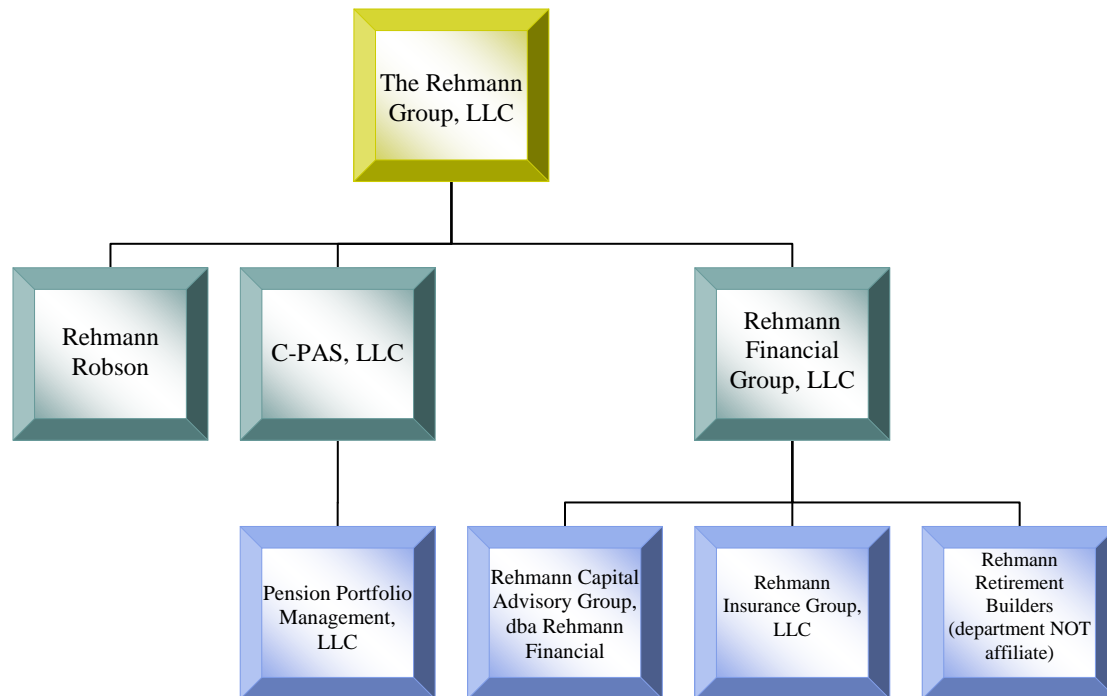 The Rehmann
Group, LLC
Rehmann
Robson
C-PAS, LLC
Rehmann
Financial
Group, LLC
Pension Portfolio
Management,
LLC
Rehmann Capital
Advisory Group,
dba Rehmann
Financial
Rehmann
Insurance Group,
LLC
Rehmann
Retirement
Builders
(department NOT
affiliate)